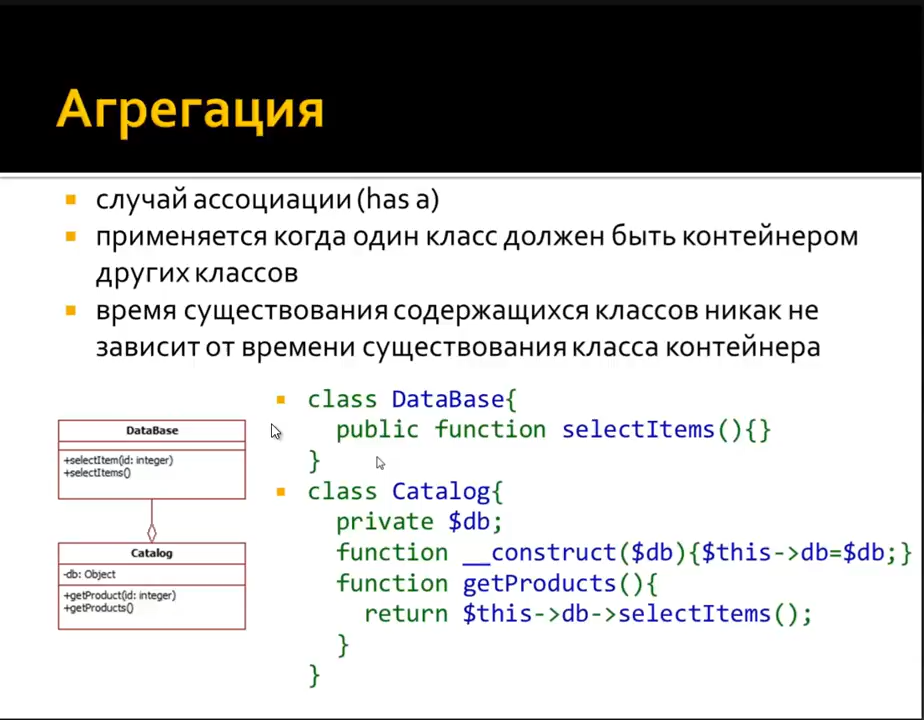 Агрегация
случай ассоциации (has a)
применяется когда один класс должен быть контейнером
других классов
время существования содержащихся классов никак не
зависит от времени существования класса контейнера
DataBase
+selectItem(id: integer)
+selectItems()
Catalog
-db: Object
+getProduct(id: integer)
+getProducts()
class DataBase{
public function selectItems(){}
}
class Catalog{
private $db;
function __construct($db){$this->db=$db;}
function getProducts(){
return $this->db->selectItems();
}
}